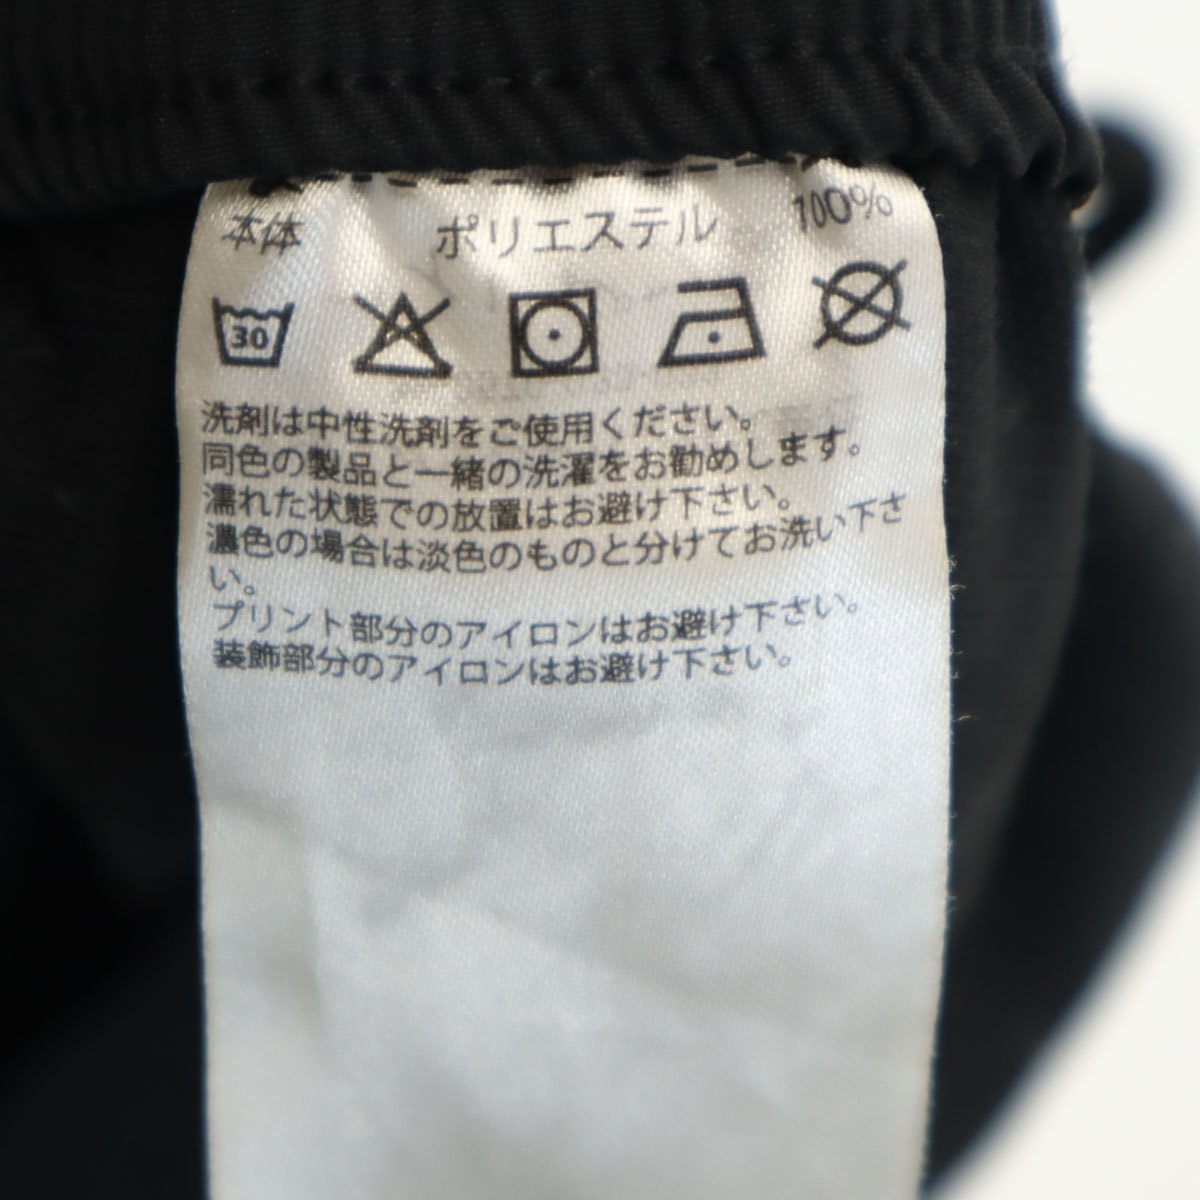 本体 ポリエステル 100%
30
洗剤は中性洗剤をご使用ください。
同色の製品と一緒の洗濯をお勧めします。
濡れた状態での放置はお避け下さい。
濃色の場合は淡色のものと分けてお洗い下さ
い。
プリント部分のアイロンはお避け下さい。
装飾部分のアイロンはお避け下さい。